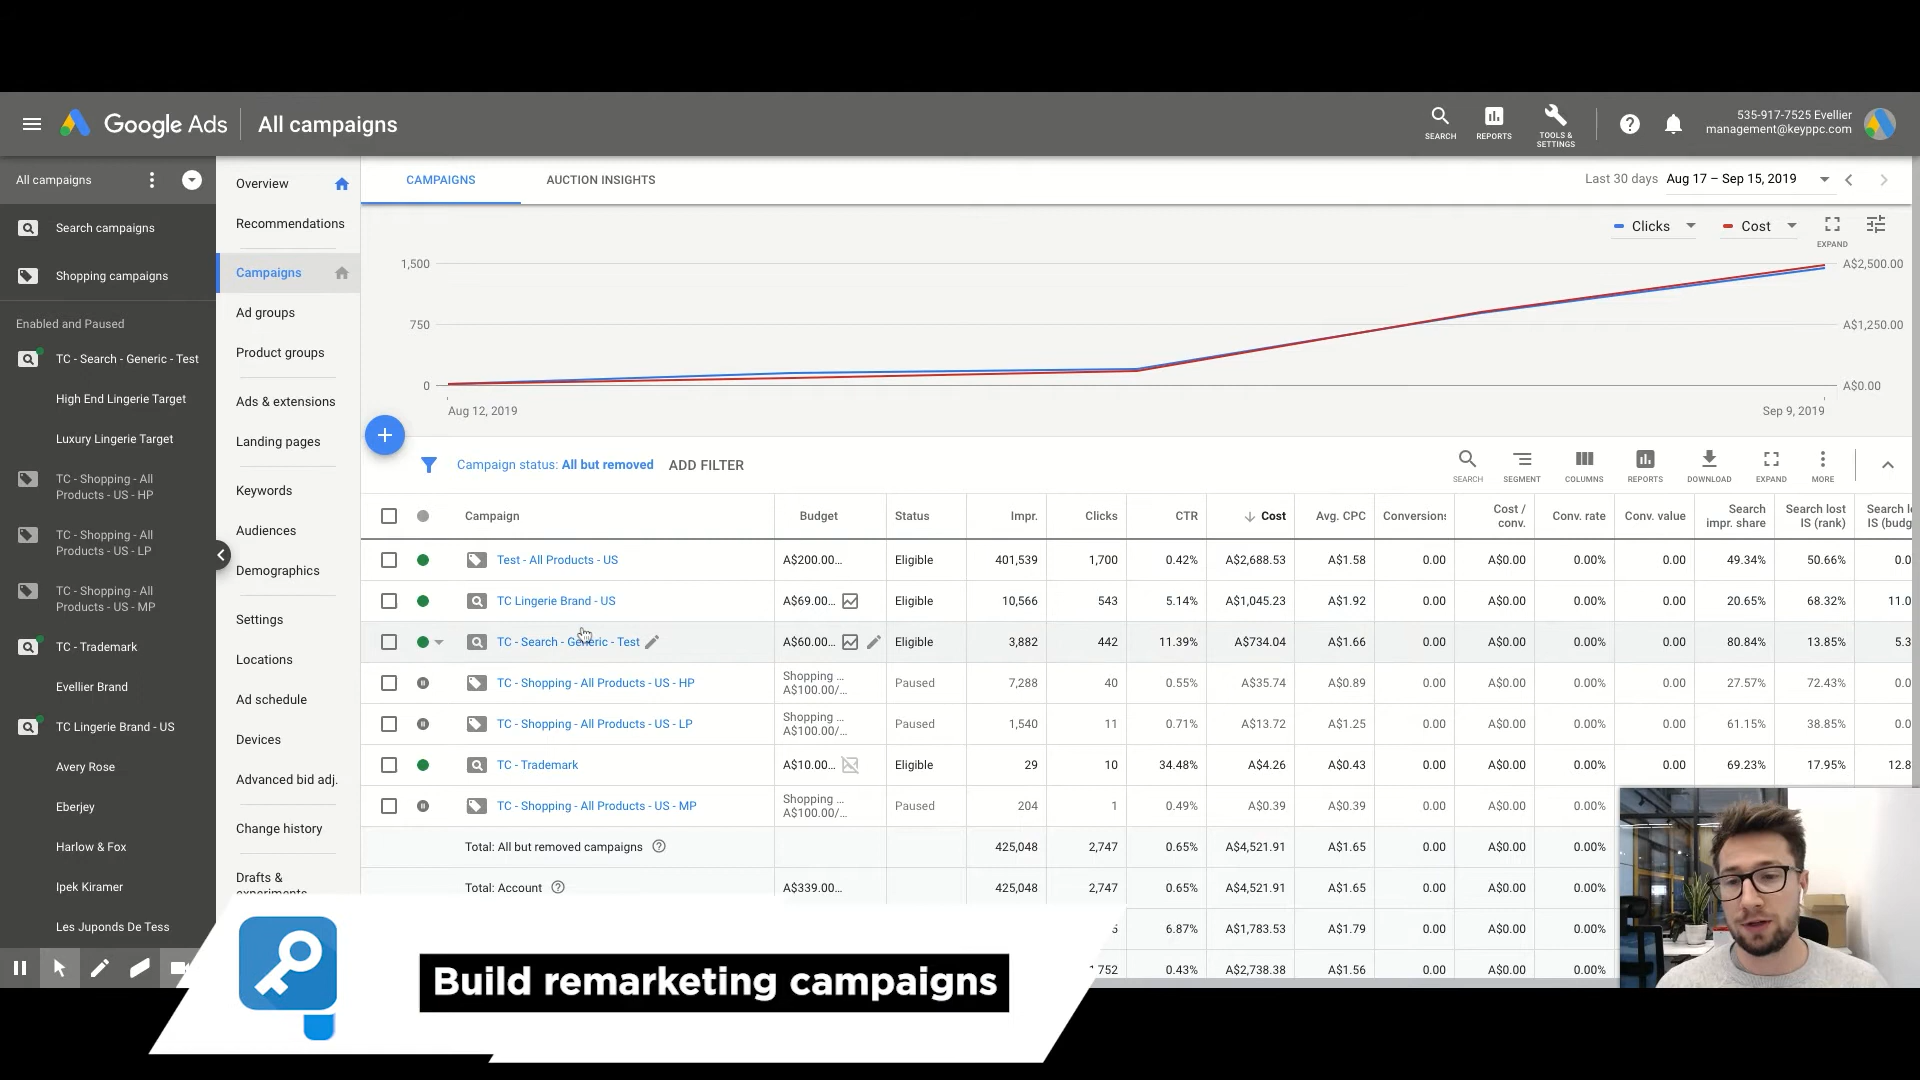 Google Ads
All campaigns
SEARCH
REPORTS
TOOLS &
SETTINGS
535-917-7525 Evellier
management@keyppc.com
All campaigns
Search campaigns
Shopping campaigns
Enabled and Paused
TC - Search - Generic - Test
High End Lingerie Target
Luxury Lingerie Target
TC - Shopping - All
Products - US - HP
TC - Shopping - All
Products - US - LP
TC - Shopping - All
Products - US - MP
TC - Trademark
Evellier Brand
TC Lingerie Brand - US
Avery Rose
Eberjey
Harlow & Fox
Ipek Kiramer
Les Juponds De Tess
Overview
Recommendations
Campaigns
Ad groups
Product groups
Ads & extensions
Landing pages
Keywords
Audiences
Demographics
Settings
Locations
Ad schedule
Devices
Advanced bid adj.
Change history
Drafts &
experiments
CAMPAIGNS AUCTION INSIGHTS
Last 30 days Aug 17 – Sep 15, 2019
Clicks Cost
EXPAND
1,500 A$2,500.00
750 A$1,250.00
0 A$0.00
Aug 12, 2019 Sep 9, 2019
Campaign status: All but removed ADD FILTER
SEARCH SEGMENT COLUMNS REPORTS DOWNLOAD EXPAND MORE
Campaign Budget Status Impr. Clicks CTR Cost Avg. CPC Conversions Cost / conv. Conv. rate Conv. value Search impr. share Search lost IS (rank) Search l IS (budg
Test - All Products - US A$200.00... Eligible 401,539 1,700 0.42% A$2,688.53 A$1.58 0.00 A$0.00 0.00% 0.00 49.34% 50.66% 0.0
TC Lingerie Brand - US A$69.00... Eligible 10,566 543 5.14% A$1,045.23 A$1.92 0.00 A$0.00 0.00% 0.00 20.65% 68.32% 11.0
TC - Search - Generic - Test A$60.00... Eligible 3,882 442 11.39% A$734.04 A$1.66 0.00 A$0.00 0.00% 0.00 80.84% 13.85% 5.3
TC - Shopping - All Products - US - HP Shopping ... A$100.00/... Paused 7,288 40 0.55% A$35.74 A$0.89 0.00 A$0.00 0.00% 0.00 27.57% 72.43% 0.0
TC - Shopping - All Products - US - LP Shopping ... A$100.00/... Paused 1,540 11 0.71% A$13.72 A$1.25 0.00 A$0.00 0.00% 0.00 61.15% 38.85% 0.0
TC - Trademark A$10.00... Eligible 29 10 34.48% A$4.26 A$0.43 0.00 A$0.00 0.00% 0.00 69.23% 17.95% 12.8
TC - Shopping - All Products - US - MP Shopping ... A$100.00/... Paused 204 1 0.49% A$0.39 A$0.39 0.00 A$0.00 0.00%
Total: All but removed campaigns 425,048 2,747 0.65% A$4,521.91 A$1.65 0.00 A$0.00 0.00%
Total: Account A$339.00... 425,048 2,747 0.65% A$4,521.91 A$1.65 0.00 A$0.00 0.00%
6.87% A$1,783.53 A$1.79 0.00 A$0.00 0.00%
752 0.43% A$2,738.38 A$1.56 0.00 A$0.00 0.00%
Build remarketing campaigns